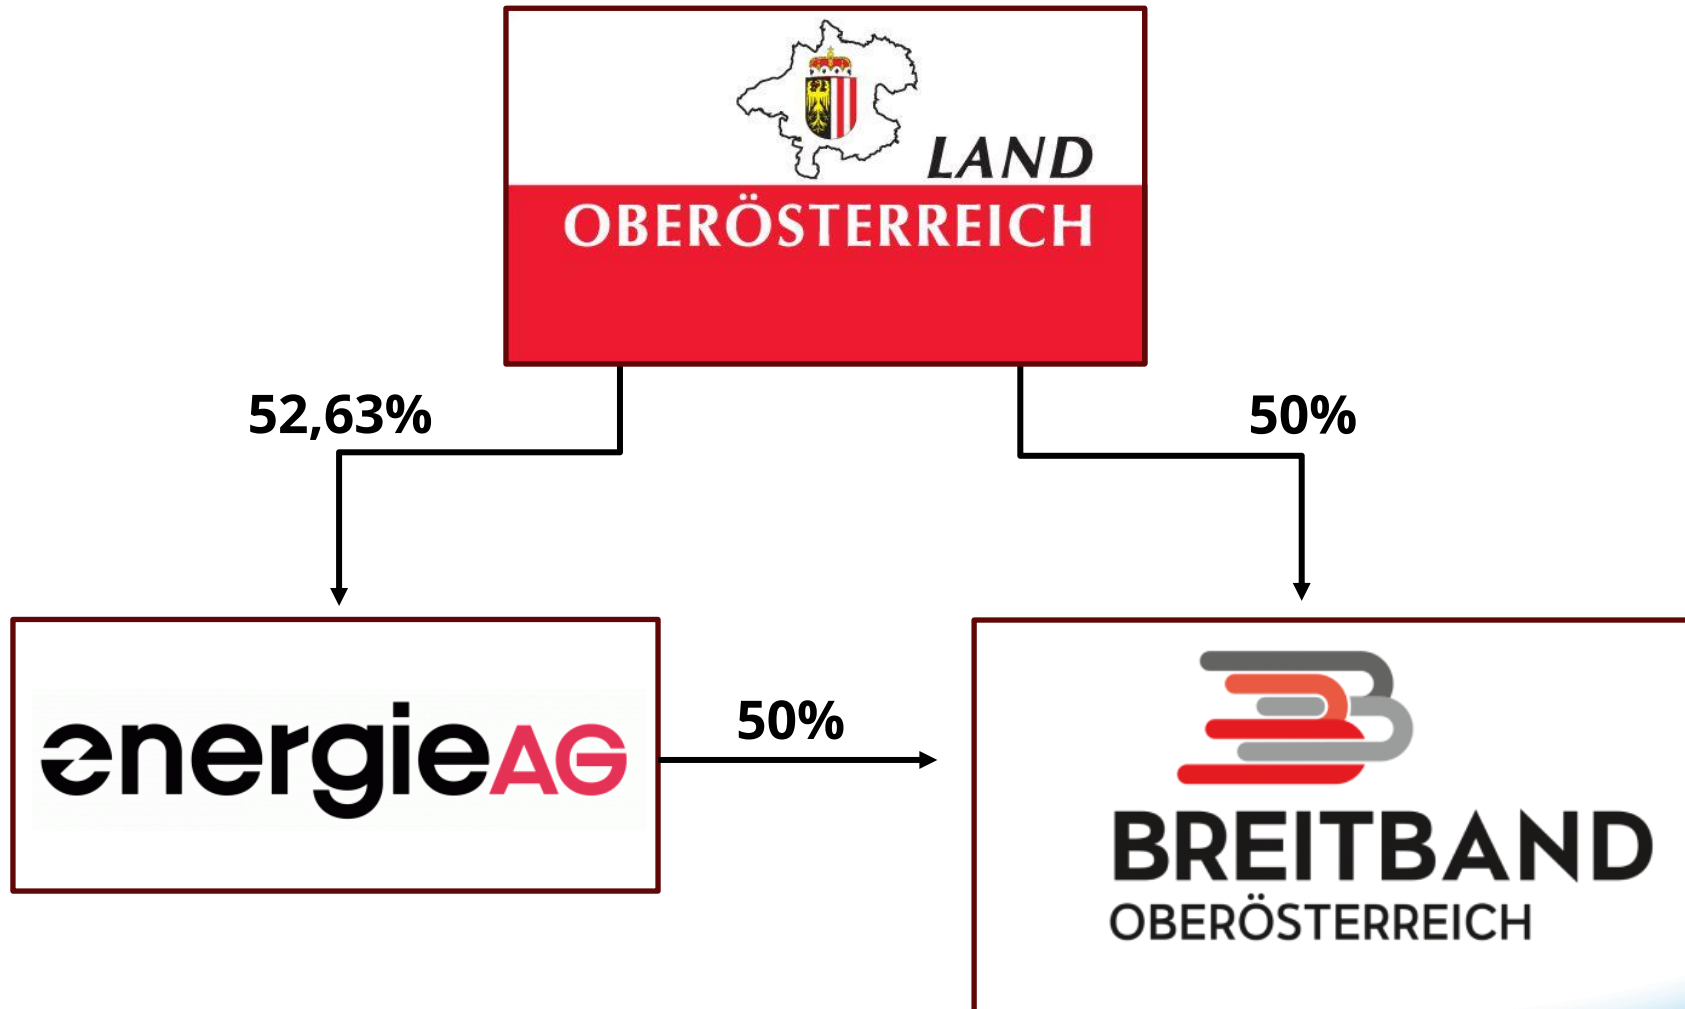 LAND
OBERÖSTERREICH
52,63%
50%
50%
energieAG
BREITBAND
OBERÖSTERREICH